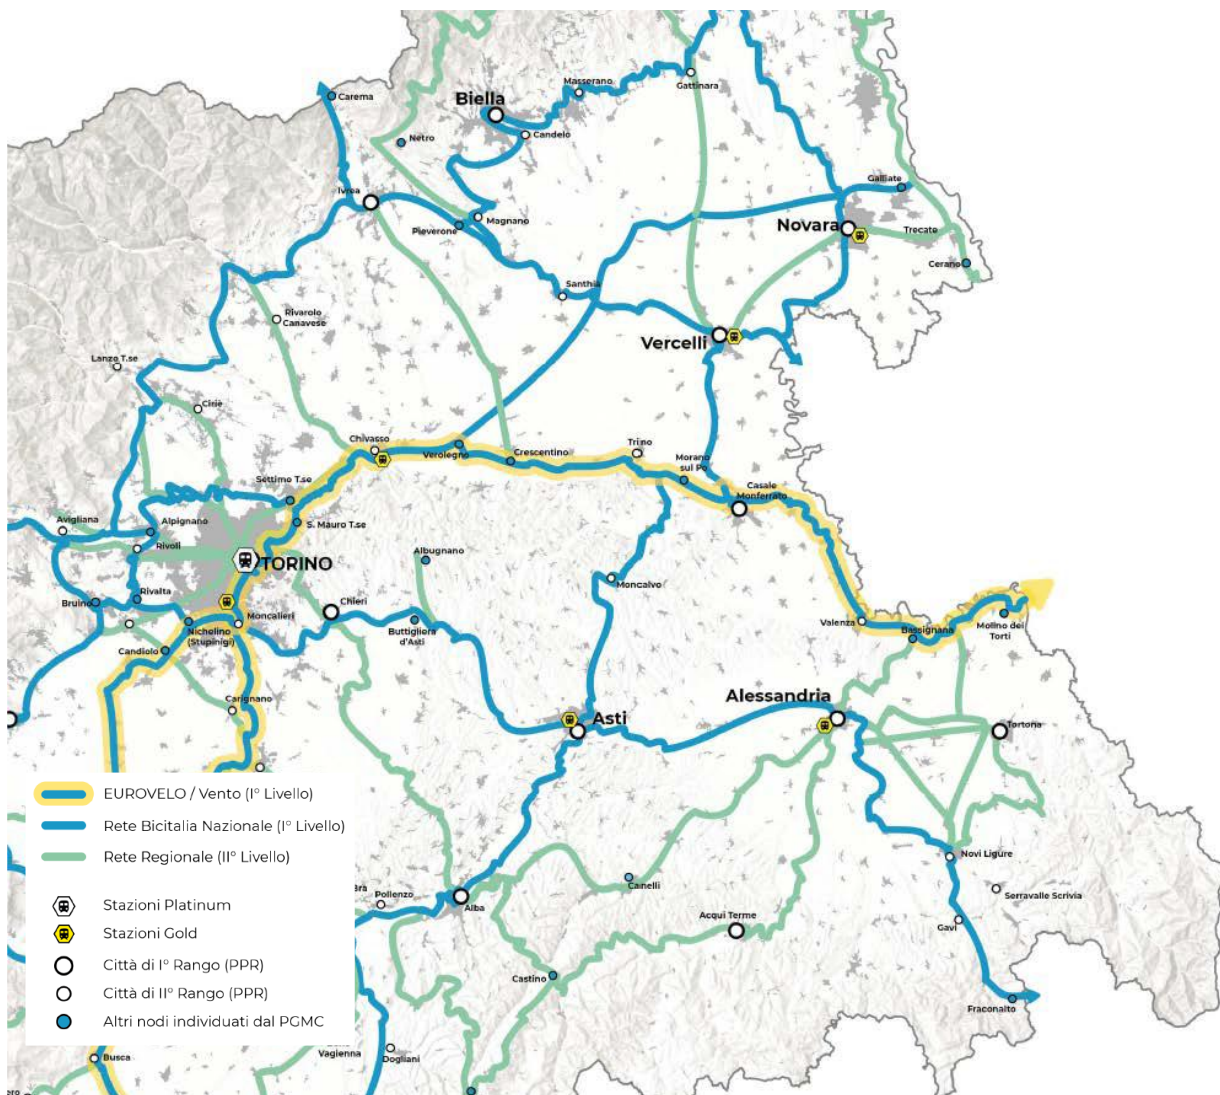 Carema
Biella
Masserano
Gattinara
Netro
Candelo
Ivrea
Magnano
Piverone
Galliate
Novara
Trecate
Cerano
Santhià
Rivarolo
Canavese
Vercelli
Lanzo T.se
Ciriè
Chivasso
Verolegno
Crescentino
Trino
Morano
sul Po
Casale
Monferrato
Settimo T.se
S. Mauro T.se
Avigliana
Alpignano
Rivoli
TORINO
Albugnano
Moncalvo
Bruino
Rivalta
Moncalieri
Chieri
Nichelino
(Stupinigi)
Buttigliera
d'Asti
Candiolo
Valenza
Bassignana
Molino dei
Torti
Carignano
Asti
Alessandria
Tortona
EUROVELO / Vento (I° Livello)
Rete Bicitalia Nazionale (I° Livello)
Rete Regionale (II° Livello)
Stazioni Platinum
Stazioni Gold
Città di I° Rango (PPR)
Città di II° Rango (PPR)
Altri nodi individuati dal PGMC
Bra
Pollenzo
Alba
Canelli
Acqui Terme
Castino
Novi Ligure
Serravalle Scrivia
Gavi
Fraconalto
Busca
Vagienna
Dogliani